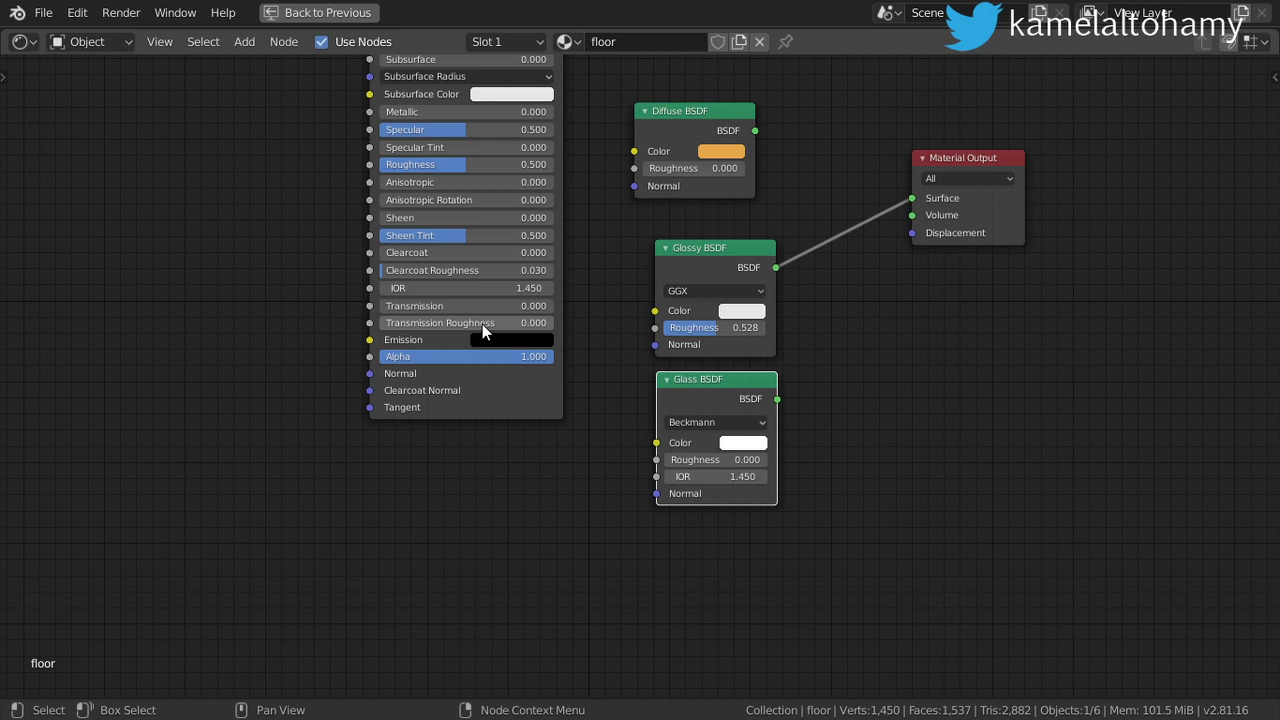 File Edit Render Window Help Back to Previous Scene View Layer
kamelaltohamy
Object View Select Add Node Use Nodes Slot 1 floor
Subsurface 0.000
Subsurface Radius
Subsurface Color
Metallic 0.000
Specular 0.500
Specular Tint 0.000
Roughness 0.500
Anisotropic 0.000
Anisotropic Rotation 0.000
Sheen 0.000
Sheen Tint 0.500
Clearcoat 0.000
Clearcoat Roughness 0.030
IOR 1.450
Transmission 0.000
Transmission Roughness 0.000
Emission
Alpha 1.000
Normal
Clearcoat Normal
Tangent
Diffuse BSDF
BSDF
Color
Roughness 0.000
Normal
Glossy BSDF
BSDF
GGX
Color
Roughness 0.528
Normal
Glass BSDF
BSDF
Beckmann
Color
Roughness 0.000
IOR 1.450
Normal
Material Output
All
Surface
Volume
Displacement
floor
Select Box Select Pan View Node Context Menu Collection | floor | Verts:1,450 | Faces:1,537 | Tris:2,882 | Objects:1/6 | Mem: 101.5 MiB | v2.81.16